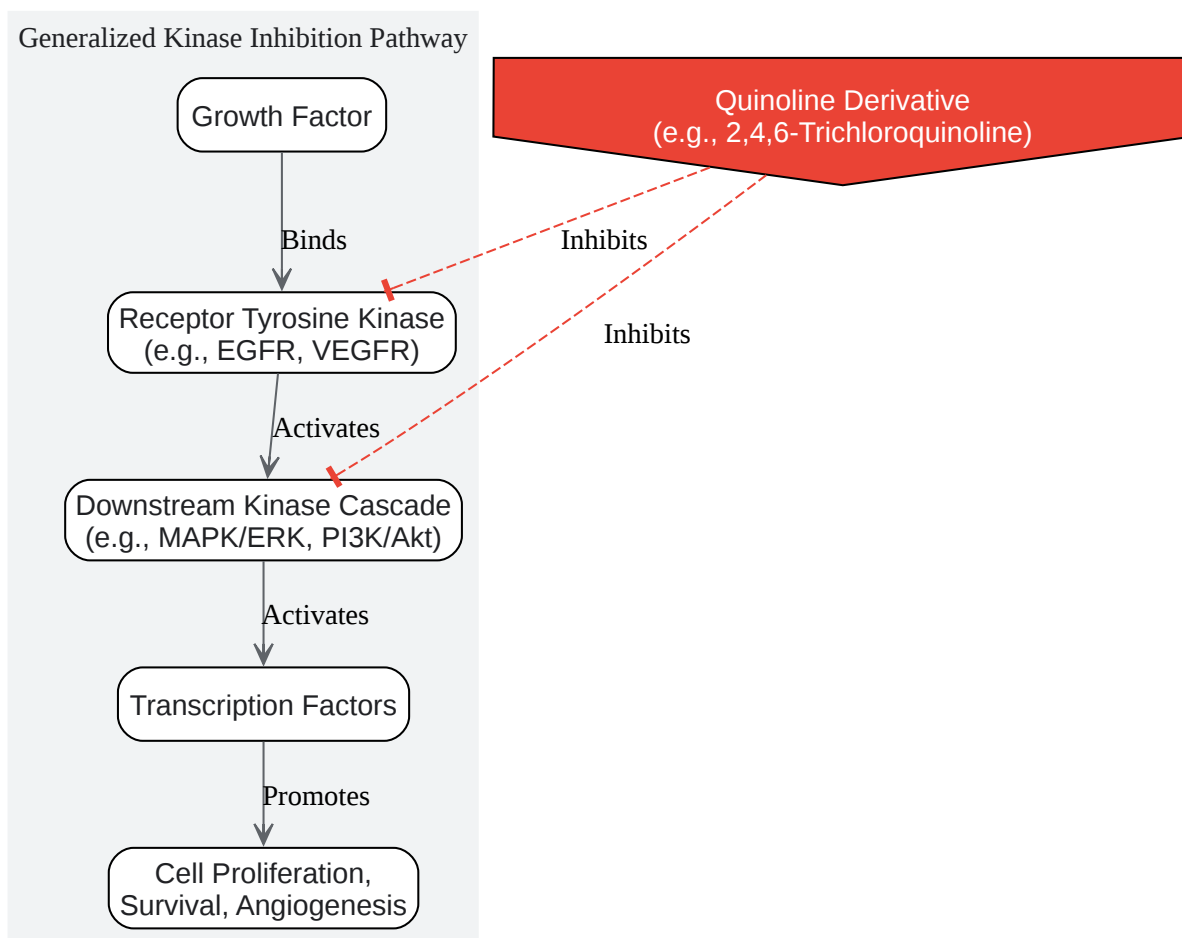 Generalized Kinase Inhibition Pathway
Growth Factor
Quinoline Derivative
(e.g., 2,4,6-Trichloroquinoline)
Binds
Inhibits
Receptor Tyrosine Kinase
(e.g., EGFR, VEGFR)
Inhibits
Activates
Downstream Kinase Cascade
(e.g., MAPK/ERK, PI3K/Akt)
Activates
Transcription Factors
Promotes
Cell Proliferation,
Survival, Angiogenesis